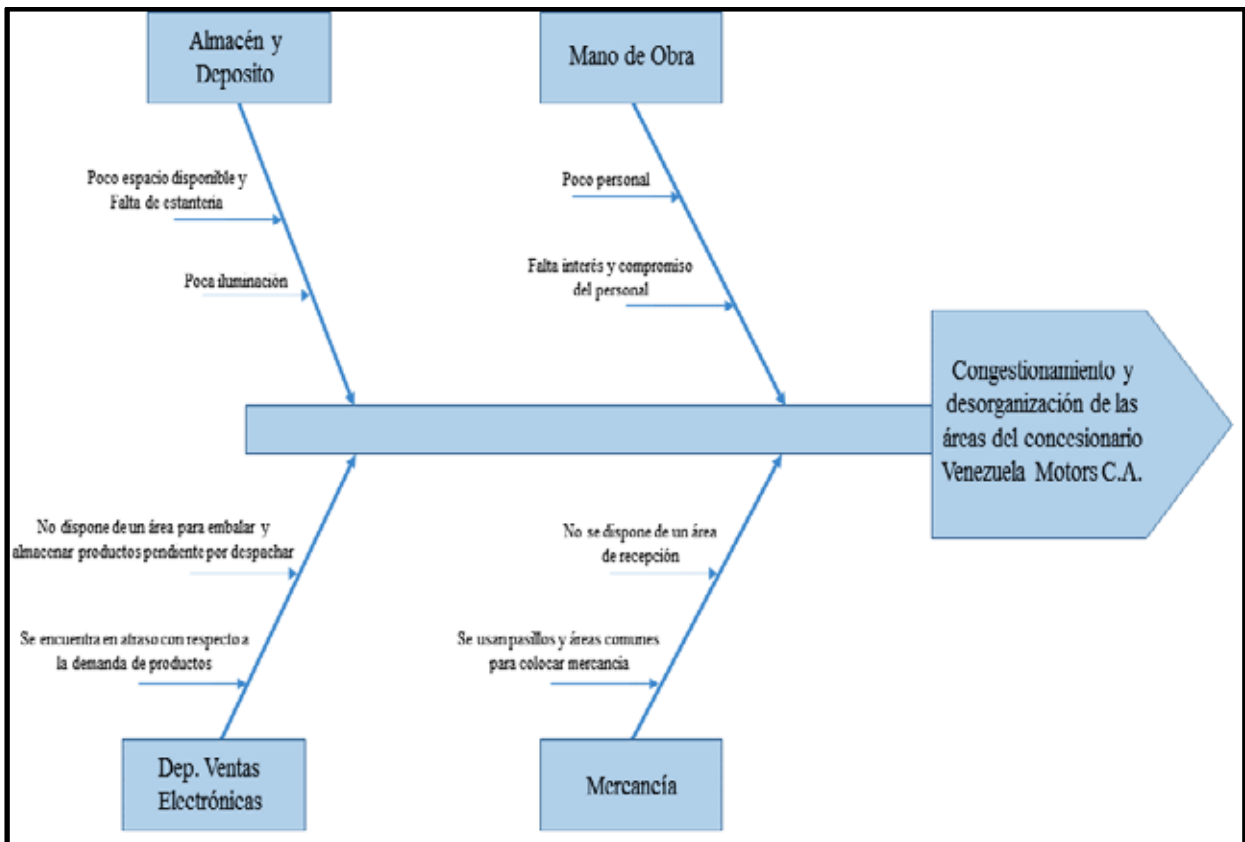 Almacén y
Deposito
Mano de Obra
Poco espacio disponible y
Falta de estanteria
Poca iluminación
Poco personal
Falta interés y compromiso
del personal
Congestionamiento y
desorganización de las
áreas del concesionario
Venezuela Motors C.A.
No dispone de un área para embalar y
almacenar productos pendiente por despachar
Se encuentra en atraso con respecto a
la demanda de productos
No se dispone de un área
de recepción
Se usan pasillos y áreas comunes
para colocar mercancia
Dep. Ventas
Electrónicas
Mercancía